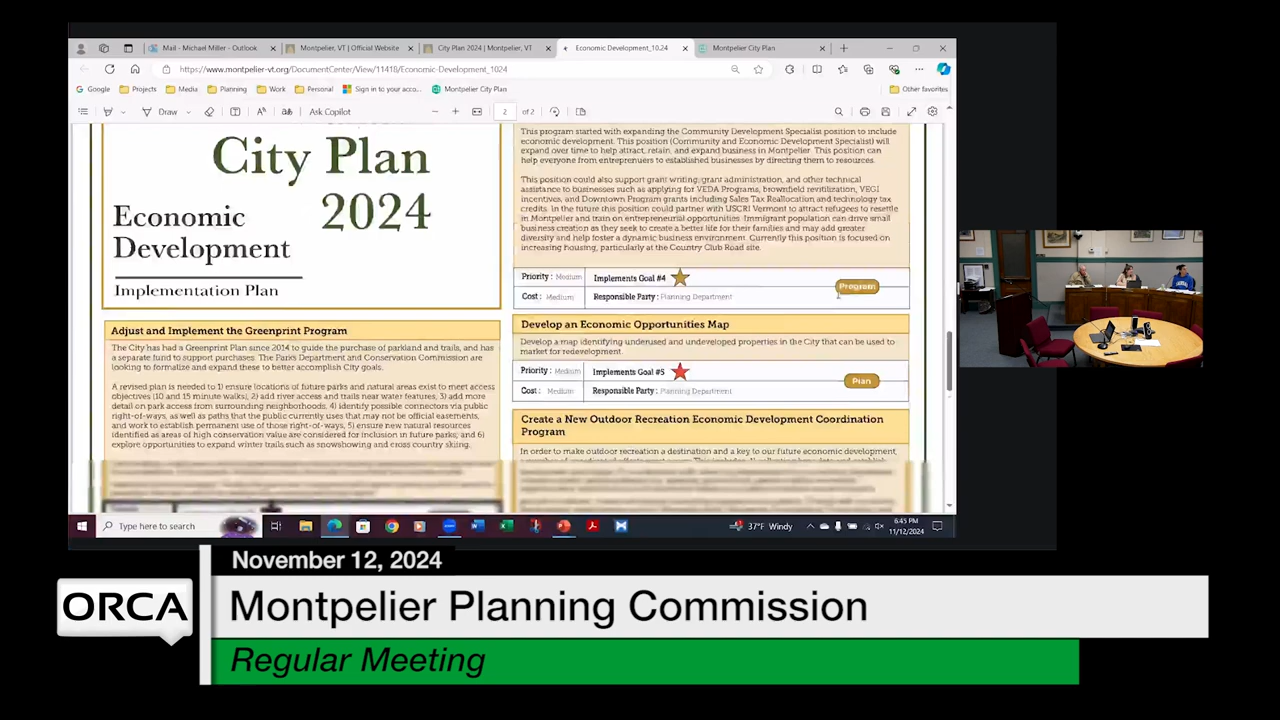 Mail - Michael Miller - Outlook
Montpelier, VT | Official Website
City Plan 2024 | Montpelier, VT
Economic Development_10.24
Montpelier City Plan
https://www.montpelier-vt.org/DocumentCenter/View/11418/Economic-Development_1024
Google
Projects
Media
Planning
Work
Personal
Sign in to your acco...
Montpelier City Plan
Other favorites
Draw
Ask Copilot
2
of 2
City Plan
2024
Economic
Development
Implementation Plan
Adjust and Implement the Greenprint Program
The City has had a Greenprint Plan since 2014 to guide the purchase of parkland and trails, and has
a separate fund to support purchases. The Parks Department and Conservation Commission are
looking to formalize and expand these to better accomplish City goals.
A revised plan is needed to 1) ensure locations of future parks and natural areas exist to meet access
objectives (10 and 15 minute walks); 2) add river access and trails near water features, 3) add more
detail on park access from surrounding neighborhoods, 4) identify possible connectors via public
right-of-ways, as well as paths that the public currently uses that may not be official easements,
and work to establish permanent use of those right-of-ways, 5) ensure new natural resources
identified as areas of high conservation value are considered for inclusion in future parks; and 6)
explore opportunities to expand winter trails such as snowshowing and cross country skiing.
This program started with expanding the Community Development Specialist position to include
economic development. This position (Community and Economic Development Specialist) will
expand over time to help attract, retain, and expand business in Montpelier. This position can
help everyone from entreprenuers to established businesses by directing them to resources.
This position could also support grant writing, grant administration, and other technical
assistance to businesses such as applying for VEDA Programs, brownfield revitilization, VEGI
incentives, and Downtown Program grants including Sales Tax Reallocation and technology tax
credits. In the future this position could partner with USCRI Vermont to attract refugees to resettle
in Montpelier and train on entrepreneurial opportunities. Immigrant population can drive small
business creation as they seek to create a better life for their families and may add greater
diversity and help foster a dynamic business environment. Currently this position is focused on
increasing housing, particularly at the Country Club Road site.
Priority: Medium
Implements Goal #4
Program
Cost: Medium
Responsible Party: Planning Department
Develop an Economic Opportunities Map
Develop a map identifying underused and undeveloped properties in the City that can be used to
market for redevelopment.
Priority: Medium
Implements Goal #5
Plan
Cost: Medium
Responsible Party: Planning Department
Create a New Outdoor Recreation Economic Development Coordination
Program
In order to make outdoor recreation a destination and a key to our future economic development,
Type here to search
37°F Windy
6:45 PM
11/12/2024
November 12, 2024
ORCA
Montpelier Planning Commission
Regular Meeting